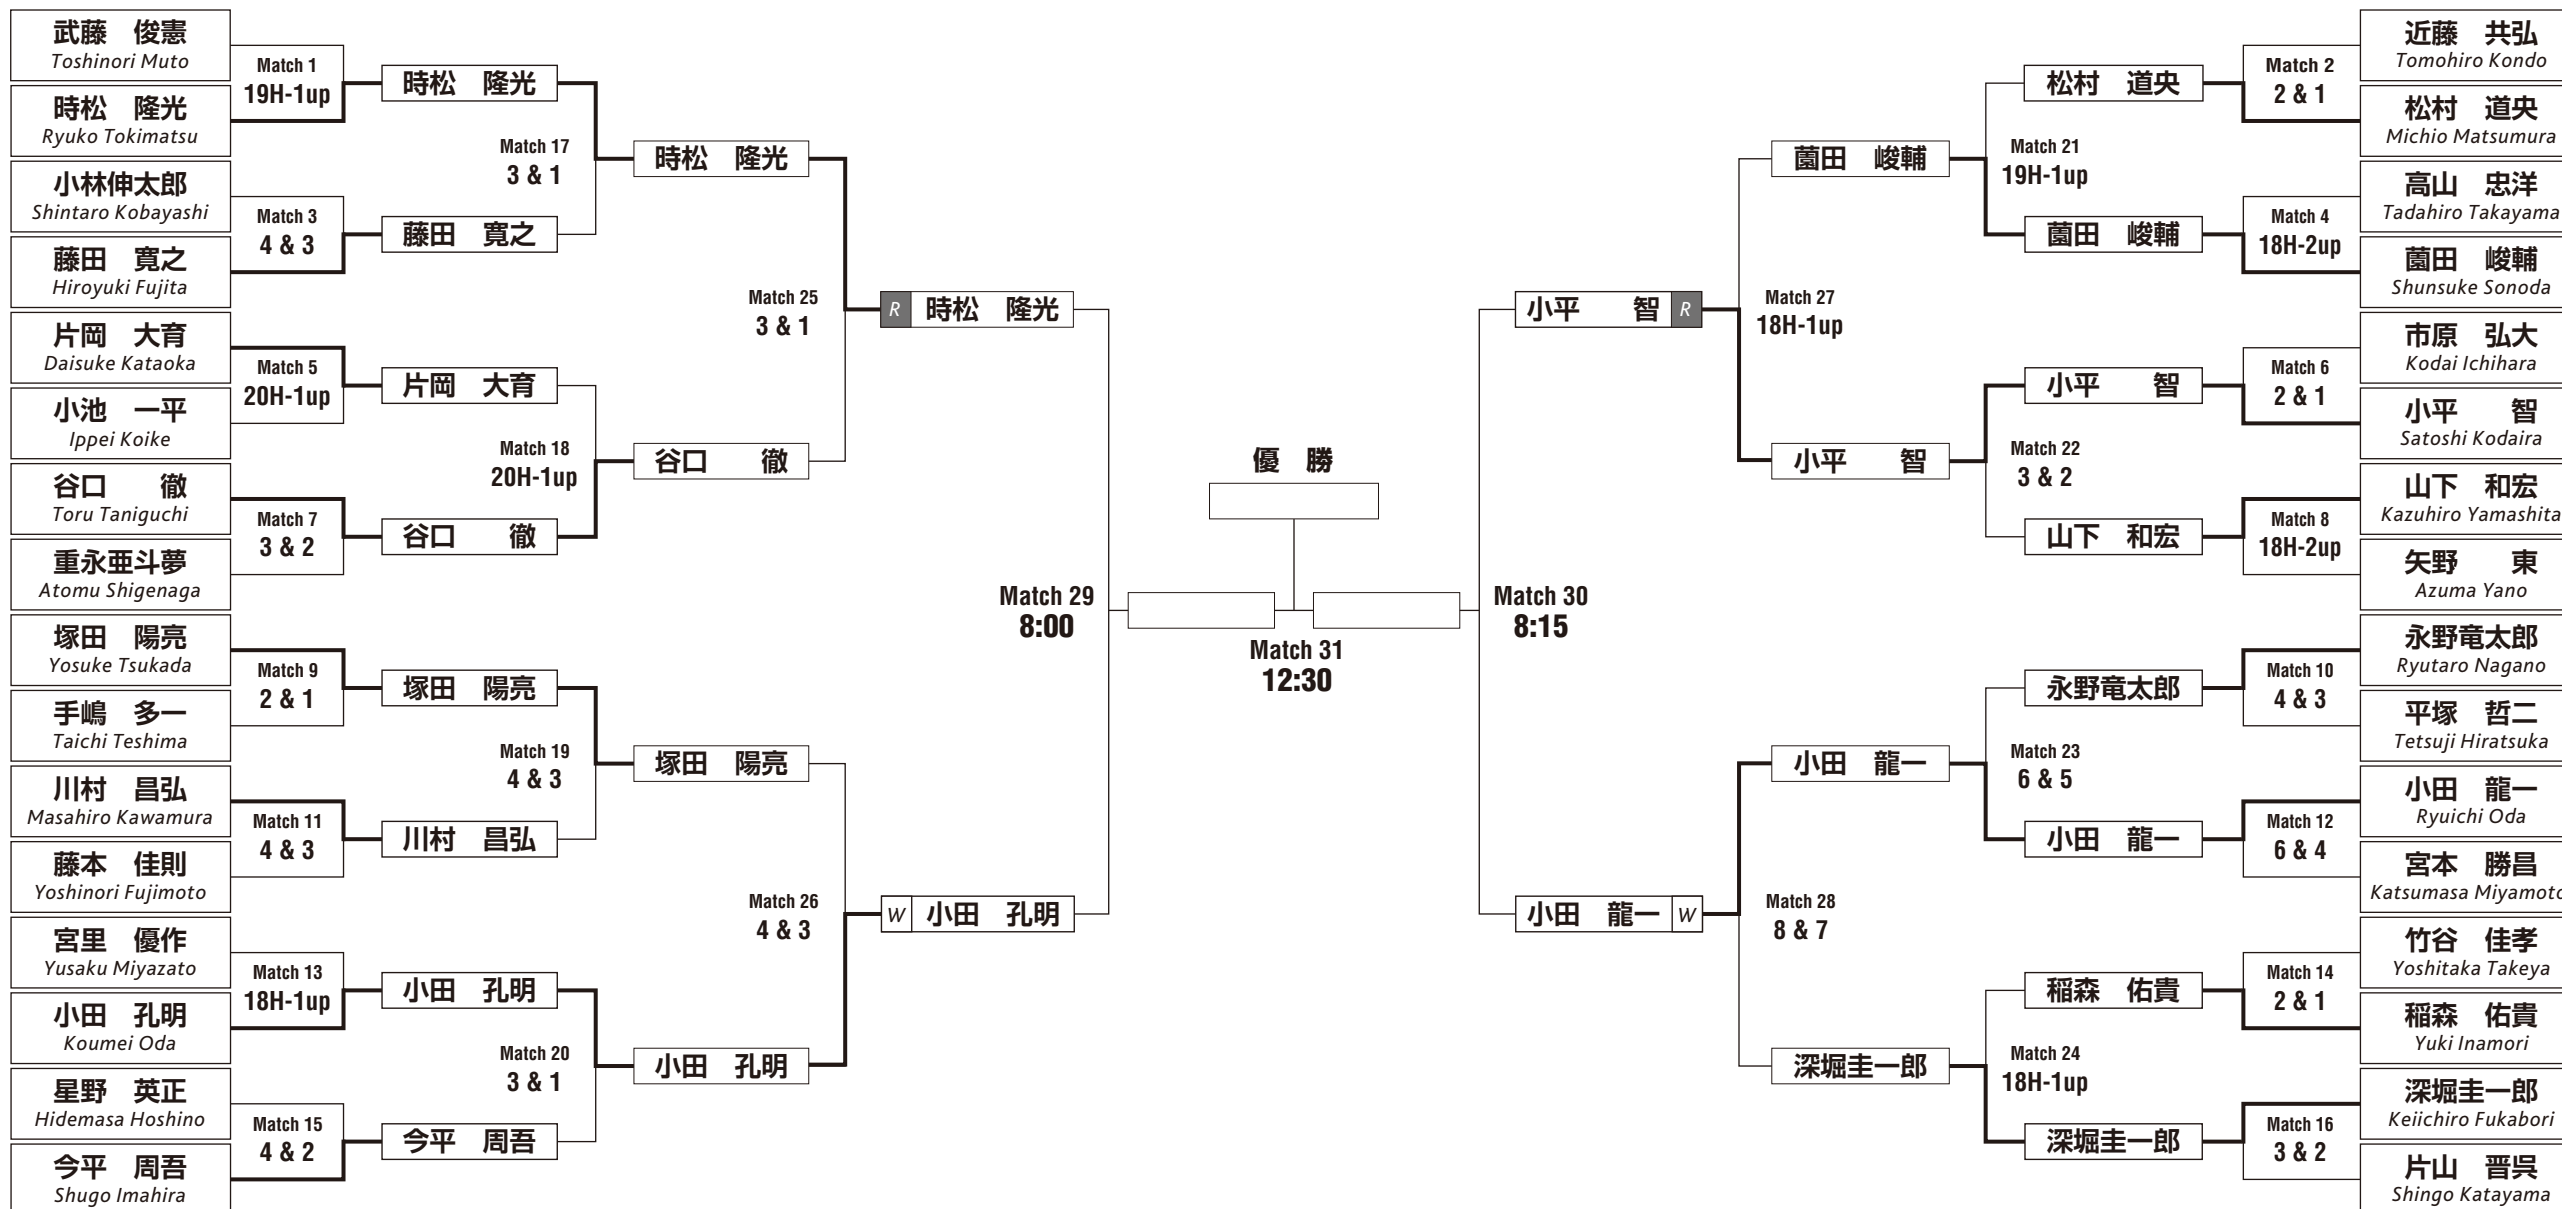 武藤　俊憲
Toshinori Muto
時松　隆光
Ryuko Tokimatsu
小林伸太郎
Shintaro Kobayashi
藤田　寛之
Hiroyuki Fujita
片岡　大育
Daisuke Kataoka
小池　一平
Ippei Koike
谷口　　徹
Toru Taniguchi
重永亜斗夢
Atomu Shigenaga
塚田　陽亮
Yosuke Tsukada
手嶋　多一
Taichi Teshima
川村　昌弘
Masahiro Kawamura
藤本　佳則
Yoshinori Fujimoto
宮里　優作
Yusaku Miyazato
小田　孔明
Koumei Oda
星野　英正
Hidemasa Hoshino
今平　周吾
Shugo Imahira
Match 1
19H-1up
Match 3
4 & 3
Match 5
20H-1up
Match 7
3 & 2
Match 9
2 & 1
Match 11
4 & 3
Match 13
18H-1up
Match 15
4 & 2
時松　隆光
藤田　寛之
片岡　大育
谷口　　徹
塚田　陽亮
川村　昌弘
小田　孔明
今平　周吾
Match 17
3 & 1
Match 18
20H-1up
Match 19
4 & 3
Match 20
3 & 1
時松　隆光
谷口　　徹
塚田　陽亮
小田　孔明
Match 25
3 & 1
Match 26
4 & 3
R 時松　隆光
W 小田　孔明
Match 29
8:00
優　勝
Match 31
12:30
Match 30
8:15
小平　　智 R
小田　龍一 W
Match 27
18H-1up
Match 28
8 & 7
薗田　峻輔
小平　　智
小田　龍一
深堀圭一郎
Match 21
19H-1up
Match 22
3 & 2
Match 23
6 & 5
Match 24
18H-1up
松村　道央
薗田　峻輔
小平　　智
山下　和宏
永野竜太郎
小田　龍一
稲森　佑貴
深堀圭一郎
Match 2
2 & 1
Match 4
18H-2up
Match 6
2 & 1
Match 8
18H-2up
Match 10
4 & 3
Match 12
6 & 4
Match 14
2 & 1
Match 16
3 & 2
近藤　共弘
Tomohiro Kondo
松村　道央
Michio Matsumura
高山　忠洋
Tadahiro Takayama
薗田　峻輔
Shunsuke Sonoda
市原　弘大
Kodai Ichihara
小平　　智
Satoshi Kodaira
山下　和宏
Kazuhiro Yamashita
矢野　　東
Azuma Yano
永野竜太郎
Ryutaro Nagano
平塚　哲二
Tetsuji Hiratsuka
小田　龍一
Ryuichi Oda
宮本　勝昌
Katsumasa Miyamoto
竹谷　佳孝
Yoshitaka Takeya
稲森　佑貴
Yuki Inamori
深堀圭一郎
Keiichiro Fukabori
片山　晋呉
Shingo Katayama